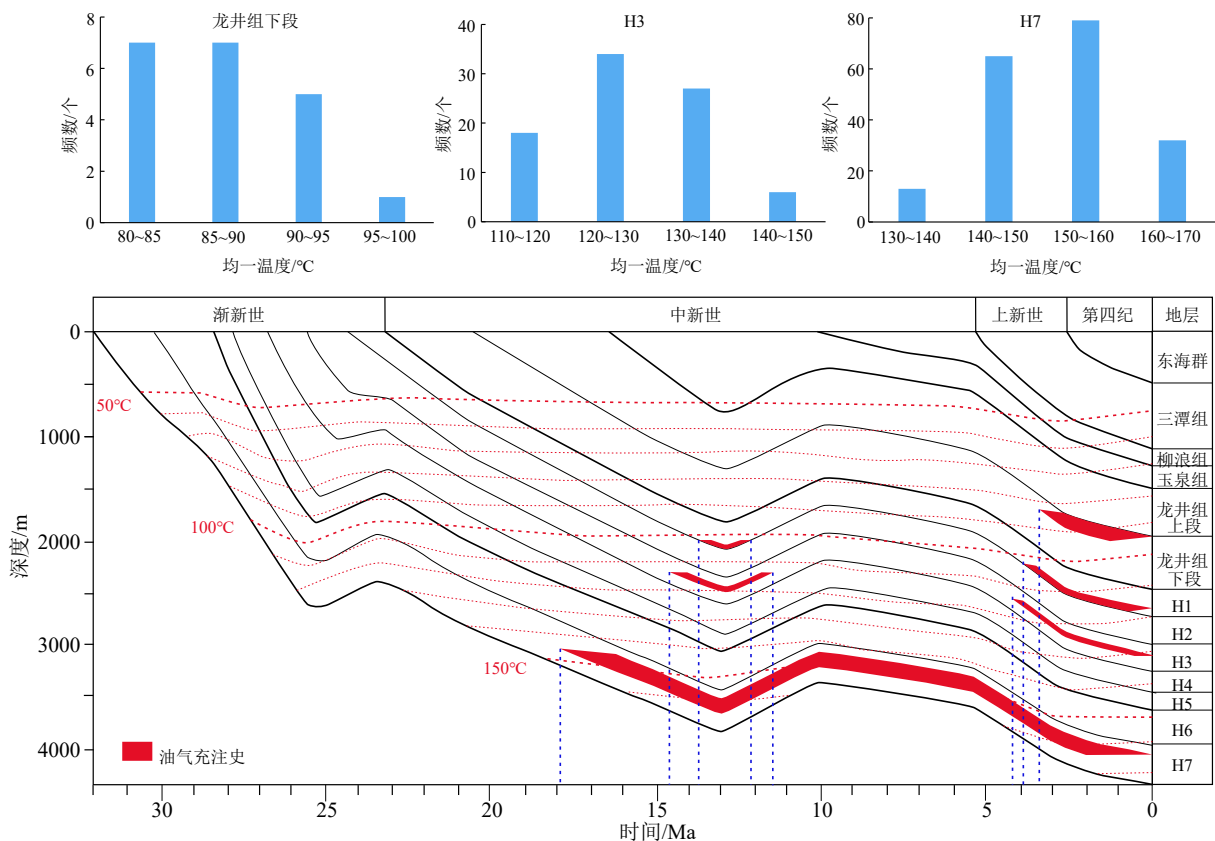 龙井组下段
频数/个
8
6
4
2
0
80~85
85~90
90~95
95~100
均一温度/℃
H3
频数/个
40
30
20
10
0
110~120
120~130
130~140
140~150
均一温度/℃
H7
频数/个
80
60
40
20
0
130~140
140~150
150~160
160~170
均一温度/℃
渐新世
中新世
上新世
第四纪
地层
深度/m
0
1000
2000
3000
4000
50℃
100℃
150℃
油气充注史
东海群
三潭组
柳浪组
玉泉组
龙井组
上段
龙井组
下段
H1
H2
H3
H4
H5
H6
H7
30
25
20
15
10
5
0
时间/Ma